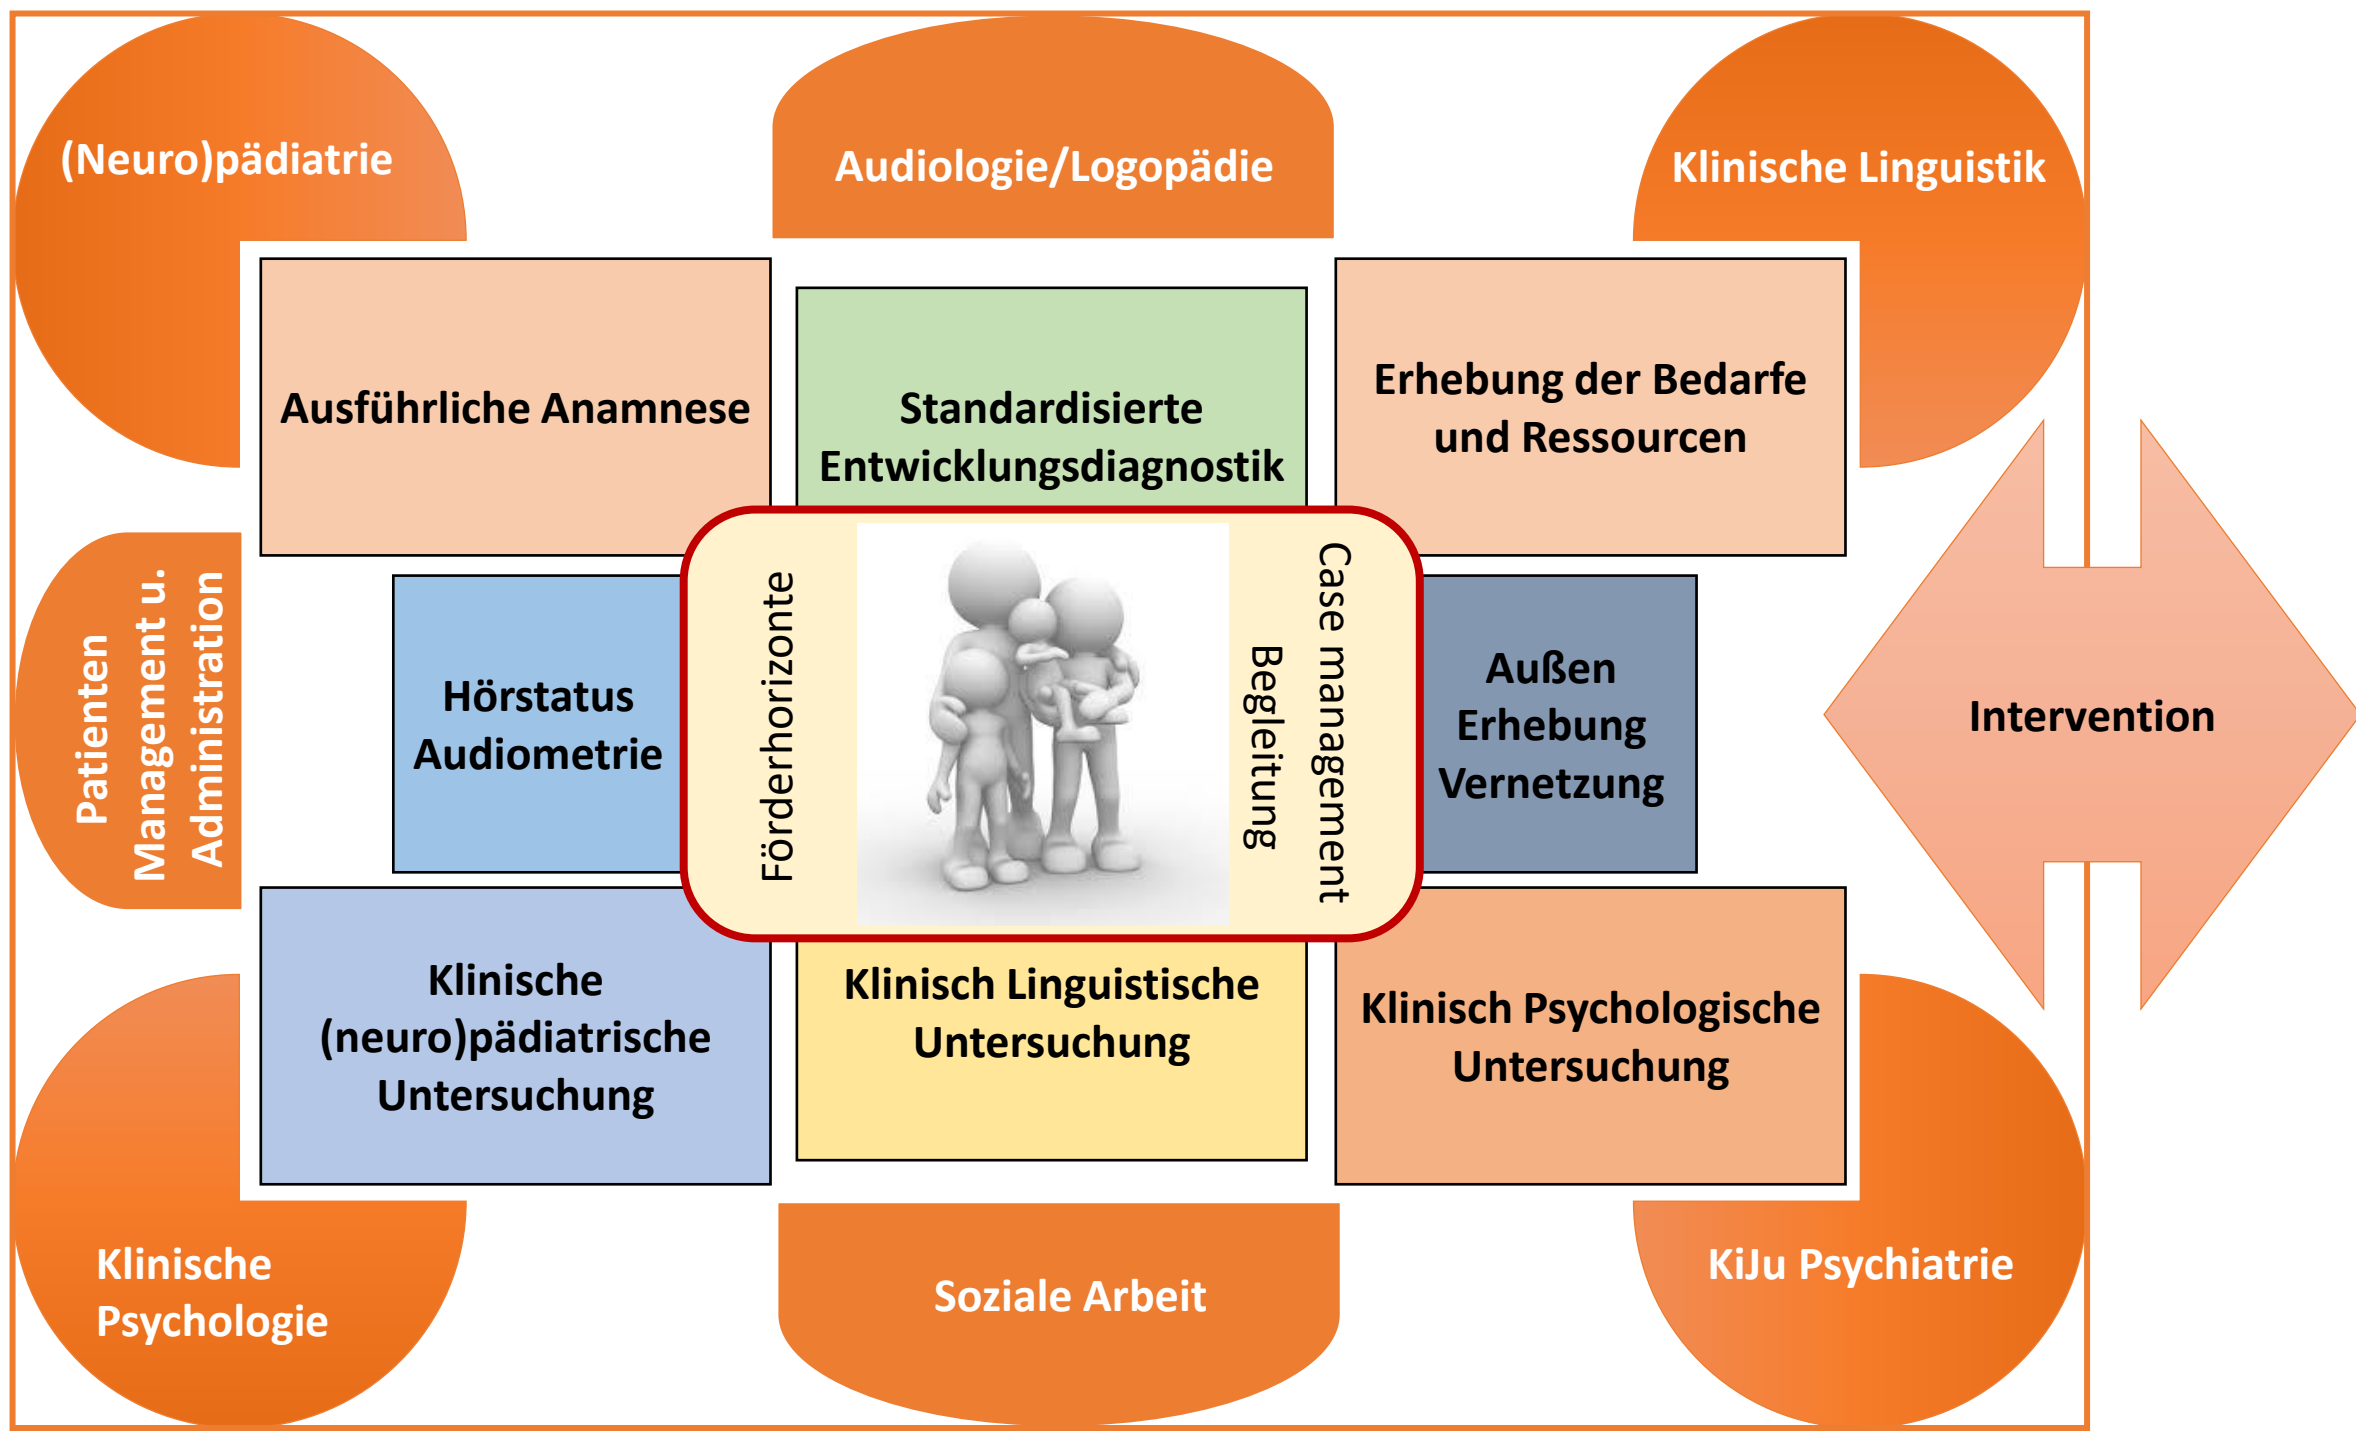 (Neuro)pädiatrie
Audiologie/Logopädie
Klinische Linguistik
Ausführliche Anamnese
Standardisierte
Entwicklungsdiagnostik
Erhebung der Bedarfe
und Ressourcen
Patienten
Management u.
Administration
Hörstatus
Audiometrie
Förderhorizonte
Case management
Begleitung
Außen
Erhebung
Vernetzung
Intervention
Klinische
(neuro)pädiatrische
Untersuchung
Klinisch Linguistische
Untersuchung
Klinisch Psychologische
Untersuchung
Klinische
Psychologie
Soziale Arbeit
KiJu Psychiatrie